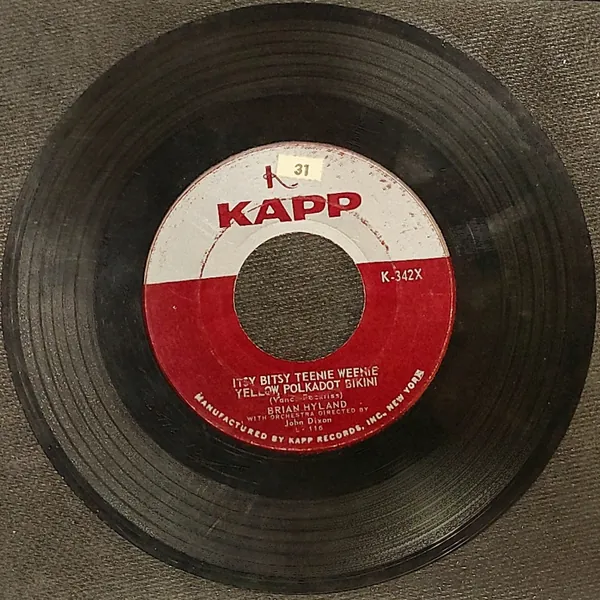 K
31
KAPP
K-342X
ITSY BITSY TEENIE WEENIE
YELLOW POLKADOT BIKINI
BRIAN HYLAND
WITH ORCHESTRA DIRECTED BY
John Dixon
L-116
MANUFACTURED BY KAPP RECORDS, INC. NEW YORK